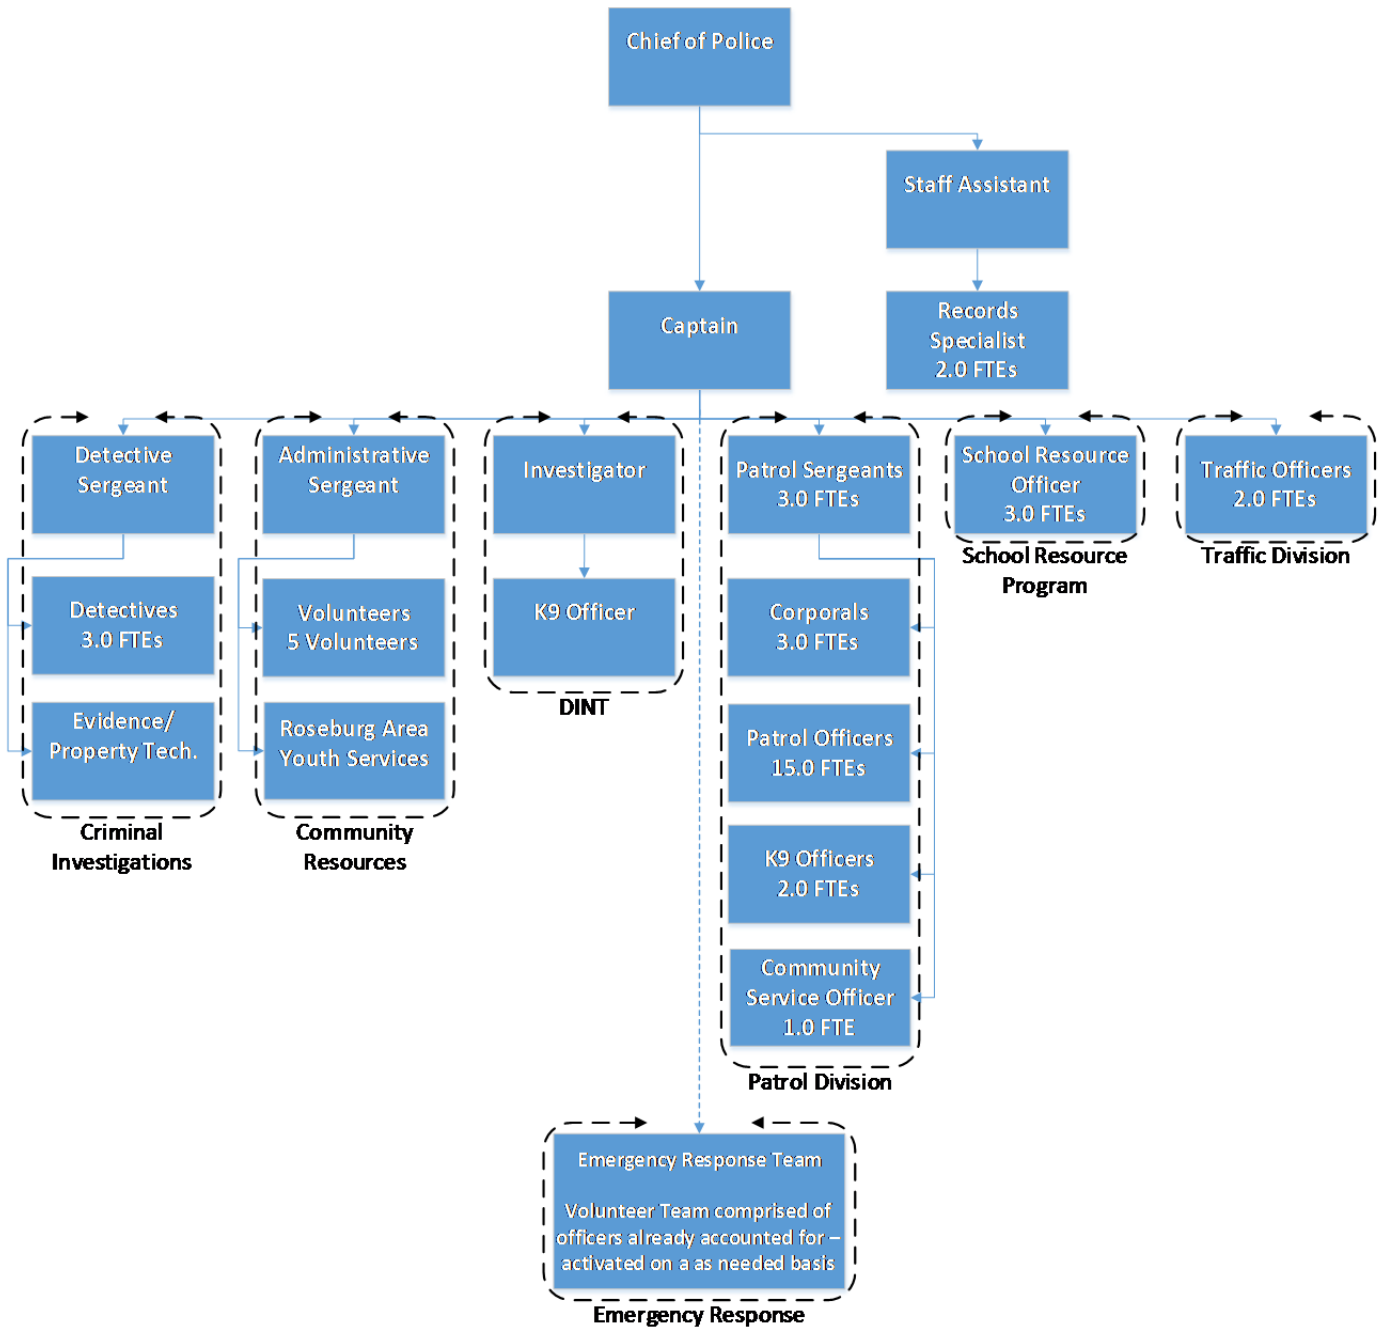 Chief of Police
Staff Assistant
Captain
Records
Specialist
2.0 FTEs
Detective
Sergeant
Detectives
3.0 FTEs
Evidence/
Property Tech.
Criminal
Investigations
Administrative
Sergeant
Volunteers
5 Volunteers
Roseburg Area
Youth Services
Community
Resources
Investigator
K9 Officer
DINT
Patrol Sergeants
3.0 FTEs
Corporals
3.0 FTEs
Patrol Officers
15.0 FTEs
K9 Officers
2.0 FTEs
Community
Service Officer
1.0 FTE
Patrol Division
School Resource
Officer
3.0 FTEs
School Resource
Program
Traffic Officers
2.0 FTEs
Traffic Division
Emergency Response Team
Volunteer Team comprised of
officers already accounted for –
activated on a as needed basis
Emergency Response